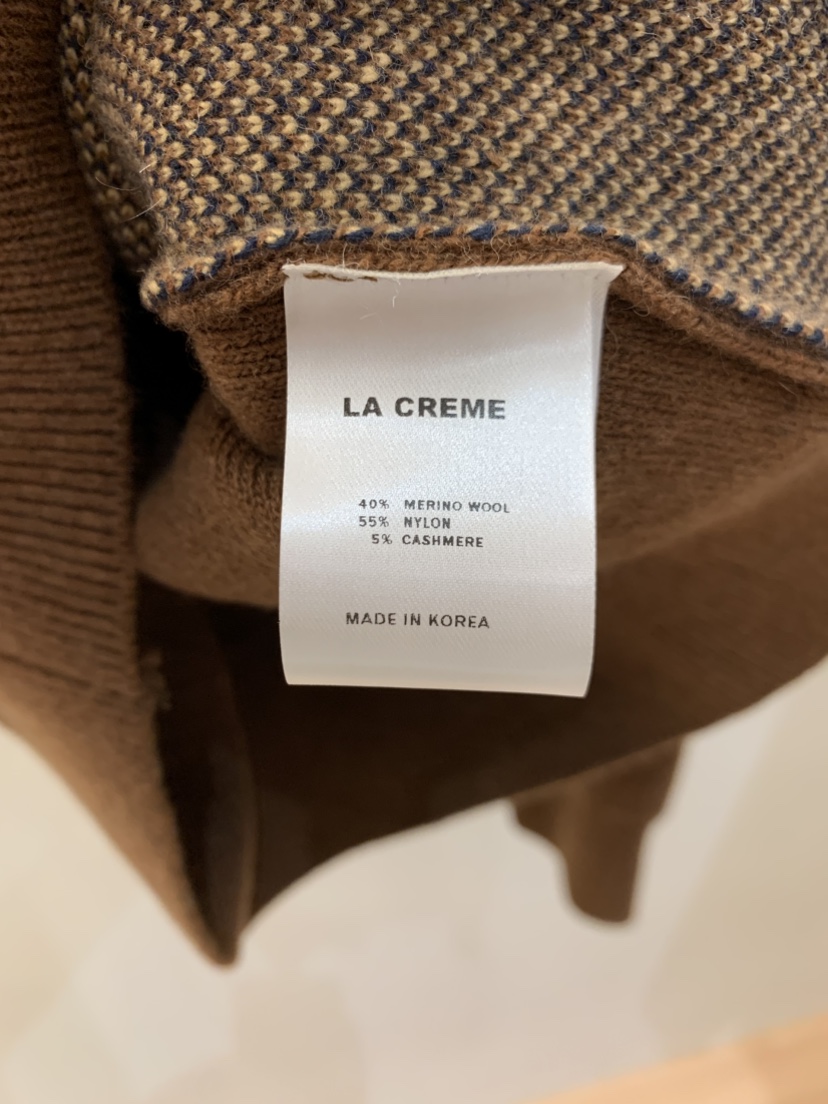 LA CREME
40% MERINO WOOL
55% NYLON
5% CASHMERE
MADE IN KOREA